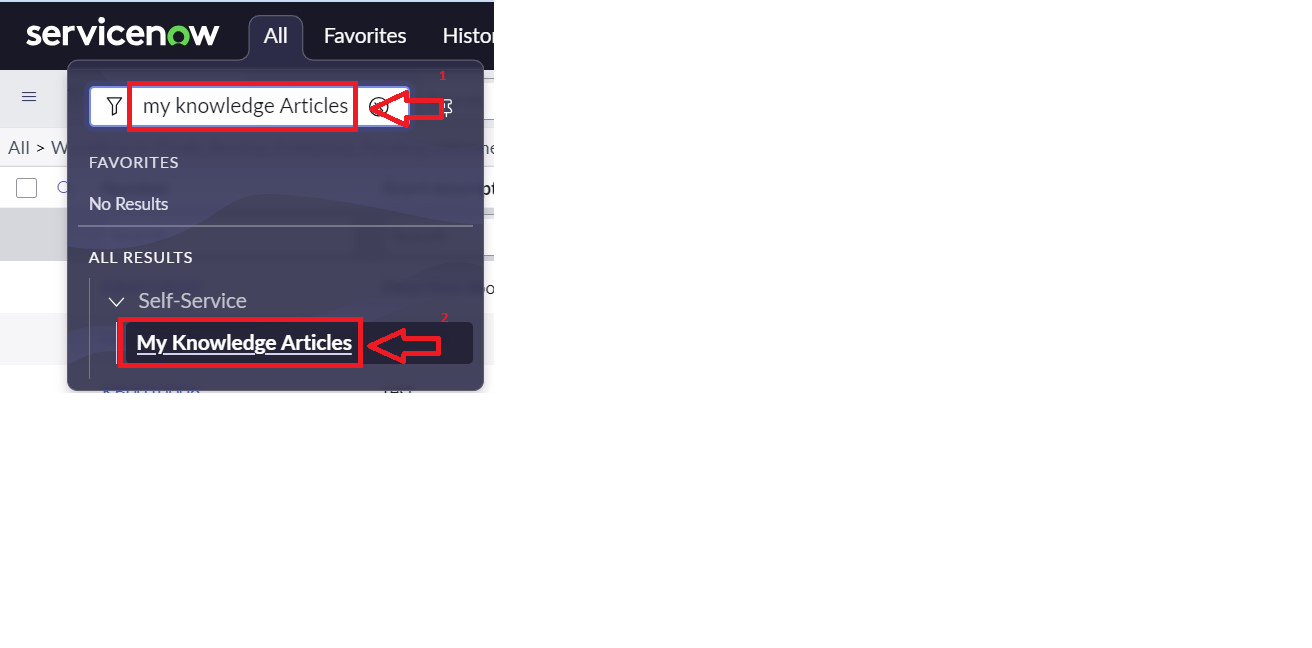 servicenow All Favorites
1
my knowledge Articles
All >
FAVORITES
No Results
ALL RESULTS
Self-Service
2
My Knowledge Articles